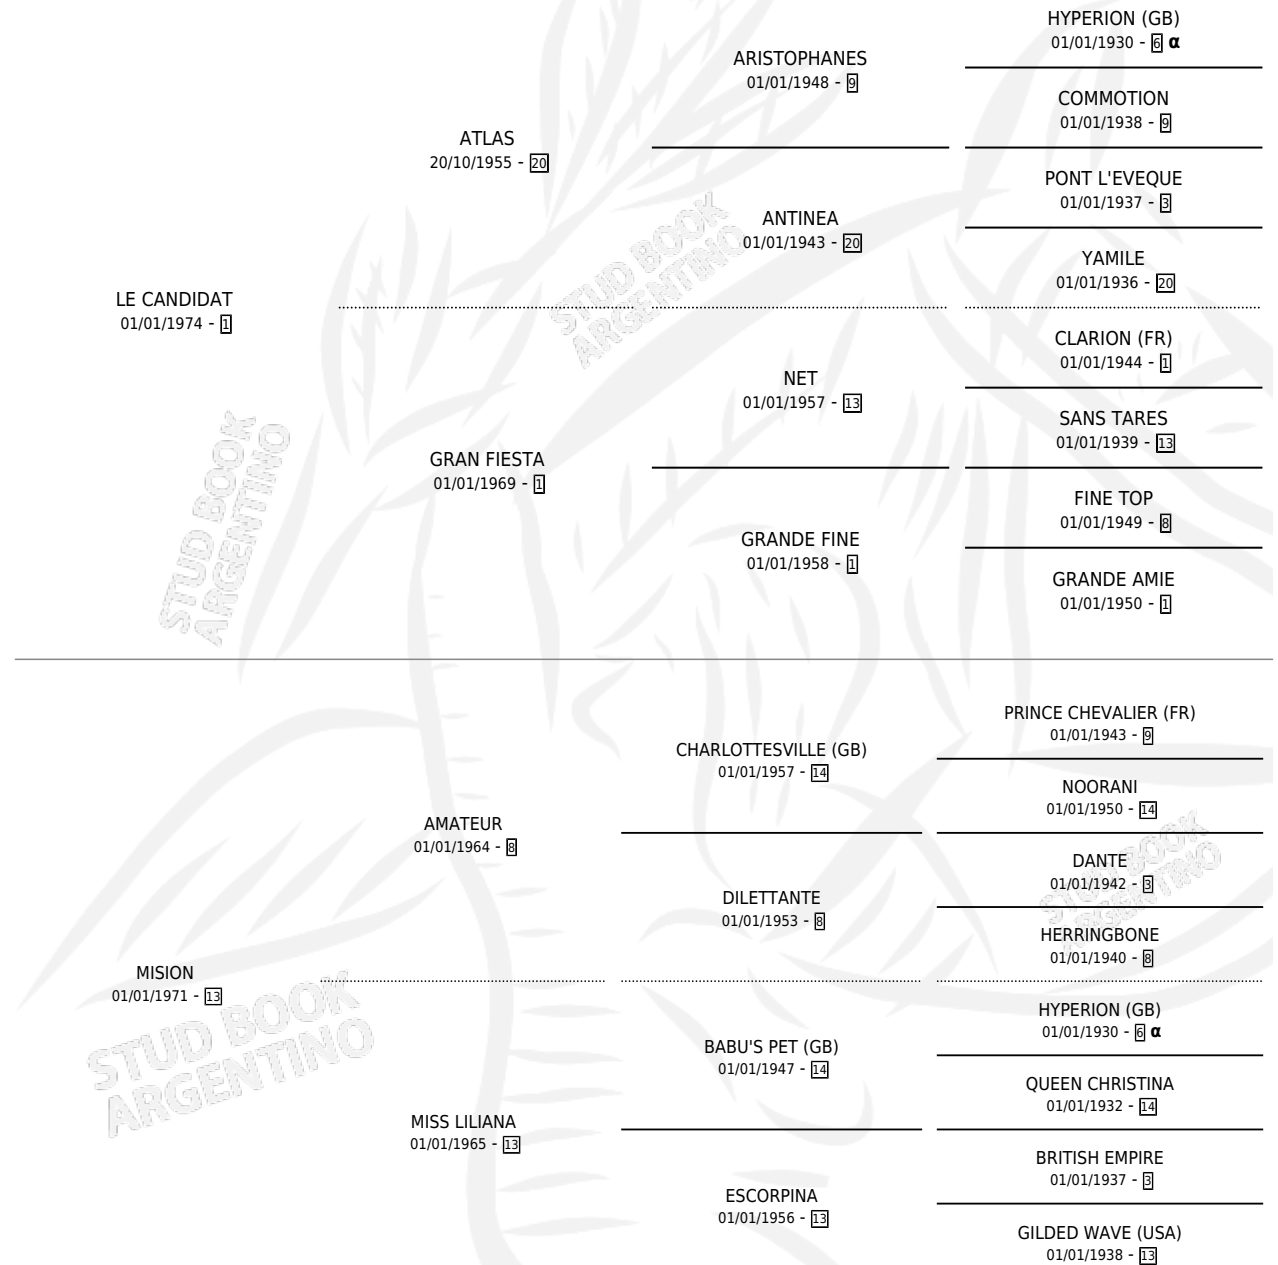 HYPERION (GB)
01/01/1930 - 6 α
ARISTOPHANES
01/01/1948 - 9
COMMOTION
01/01/1938 - 9
ATLAS
20/10/1955 - 20
PONT L'EVEQUE
01/01/1937 - 3
ANTINEA
01/01/1943 - 20
YAMILE
01/01/1936 - 20
LE CANDIDAT
01/01/1974 - 1
CLARION (FR)
01/01/1944 - 1
NET
01/01/1957 - 13
SANS TARES
01/01/1939 - 13
GRAN FIESTA
01/01/1969 - 1
FINE TOP
01/01/1949 - 8
GRANDE FINE
01/01/1958 - 1
GRANDE AMIE
01/01/1950 - 1
PRINCE CHEVALIER (FR)
01/01/1943 - 9
CHARLOTTESVILLE (GB)
01/01/1957 - 14
NOORANI
01/01/1950 - 14
AMATEUR
01/01/1964 - 8
DANTE
01/01/1942 - 3
DILETTANTE
01/01/1953 - 8
HERRINGBONE
01/01/1940 - 8
MISION
01/01/1971 - 13
HYPERION (GB)
01/01/1930 - 6 α
BABU'S PET (GB)
01/01/1947 - 14
QUEEN CHRISTINA
01/01/1932 - 14
MISS LILIANA
01/01/1965 - 13
BRITISH EMPIRE
01/01/1937 - 3
ESCORPINA
01/01/1956 - 13
GILDED WAVE (USA)
01/01/1938 - 13
STUD BOOK
ARGENTINO
STUD BOOK
ARGENTINO
STUD BOOK
ARGENTINO
STUD BOOK
ARGENTINO